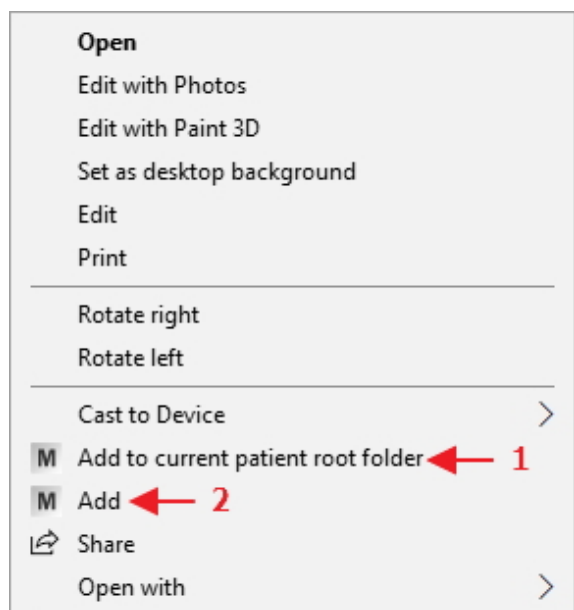 Open
Edit with Photos
Edit with Paint 3D
Set as desktop background
Edit
Print
Rotate right
Rotate left
Cast to Device
M Add to current patient root folder 1
M Add 2
Share
Open with